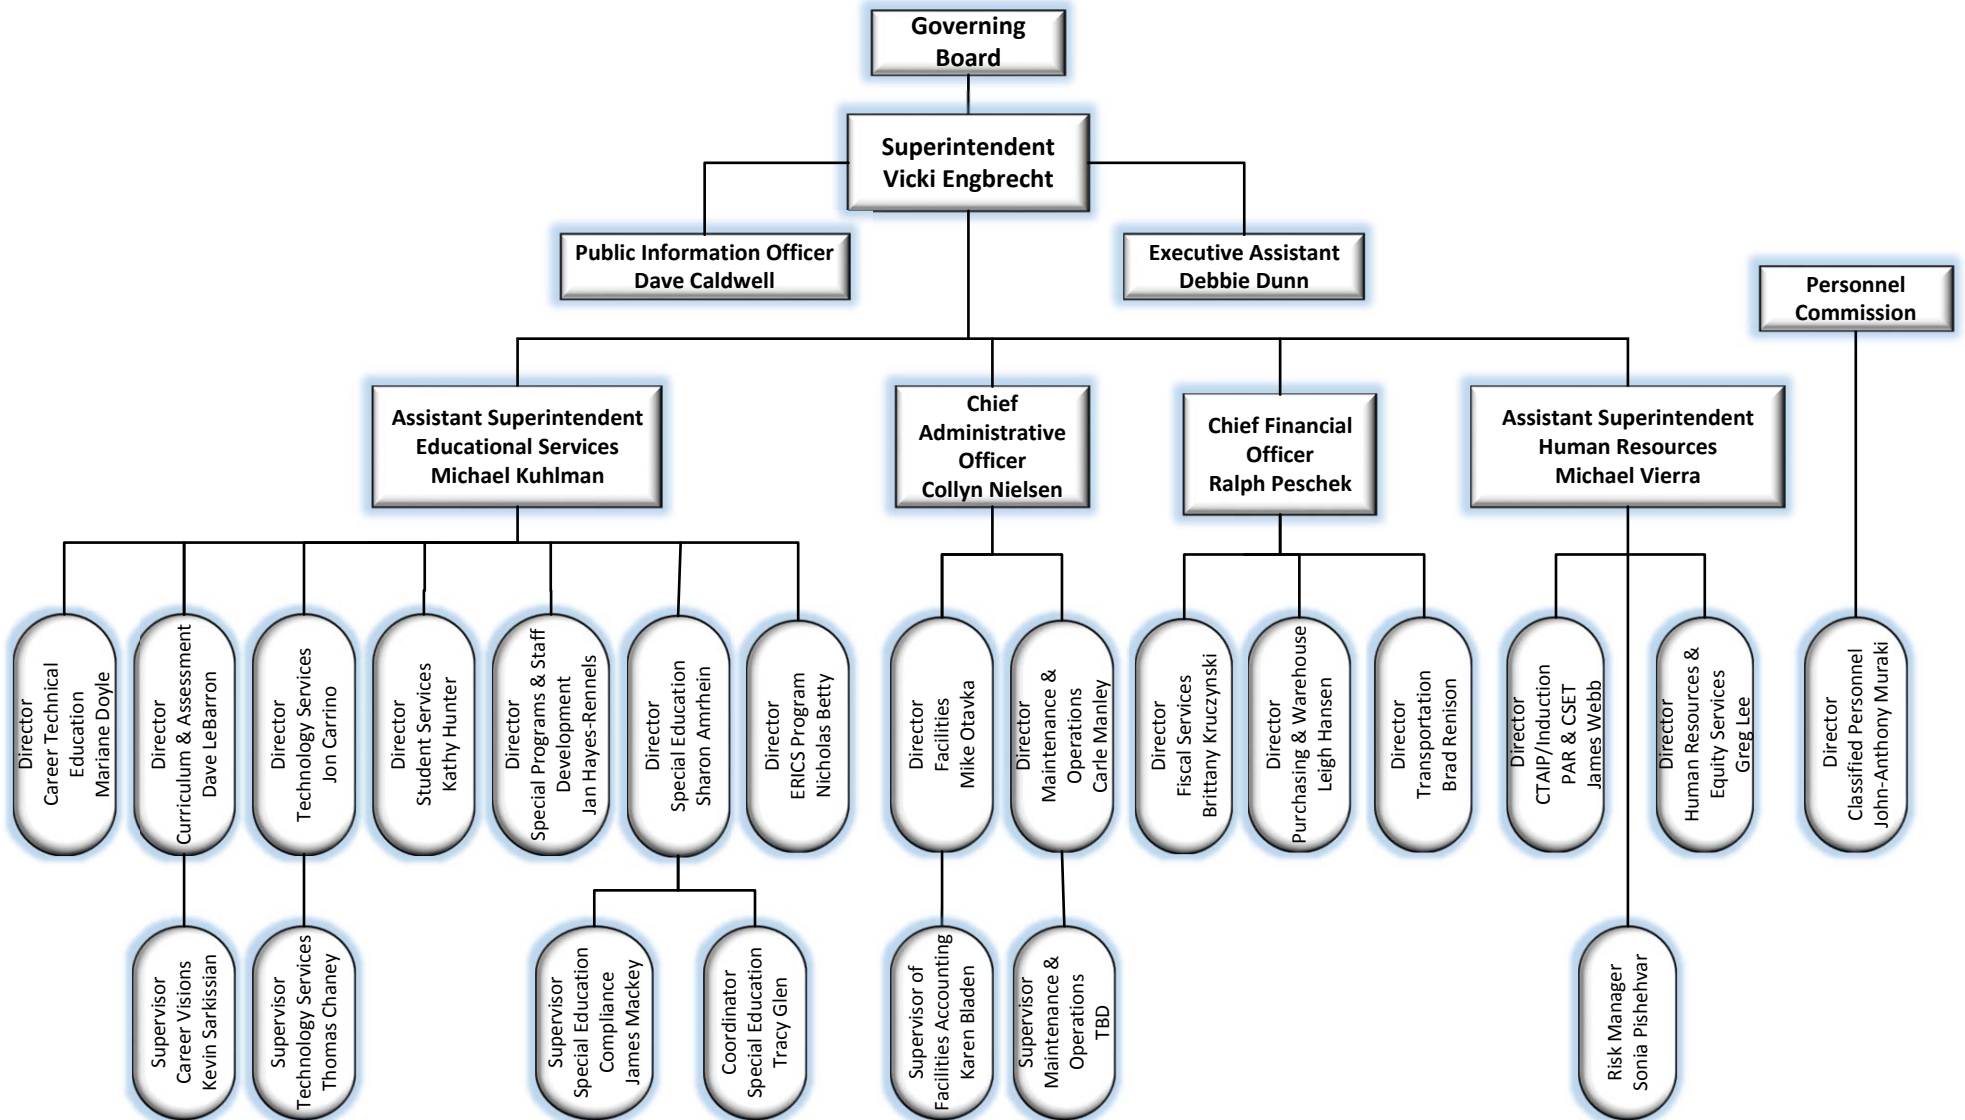 Governing
Board
Superintendent
Vicki Engbrecht
Public Information Officer
Dave Caldwell
Executive Assistant
Debbie Dunn
Personnel
Commission
Assistant Superintendent
Educational Services
Michael Kuhlman
Chief
Administrative
Officer
Collyn Nielsen
Chief Financial
Officer
Ralph Peschek
Assistant Superintendent
Human Resources
Michael Vierra
Director
Career Technical
Education
Mariane Doyle
Director
Curriculum & Assessment
Dave LeBarron
Director
Technology Services
Jon Carrino
Director
Student Services
Kathy Hunter
Director
Special Programs & Staff
Development
Jan Hayes-Rennels
Director
Special Education
Sharon Amrhein
Director
ERICS Program
Nicholas Betty
Director
Facilities
Mike Otavka
Director
Maintenance &
Operations
Carle Manley
Director
Fiscal Services
Brittany Kruczynski
Director
Purchasing & Warehouse
Leigh Hansen
Director
Transportation
Brad Renison
Director
CTAIP/Induction
PAR & CSET
James Webb
Director
Human Resources &
Equity Services
Greg Lee
Director
Classified Personnel
John-Anthony Muraki
Supervisor
Career Visions
Kevin Sarkissian
Supervisor
Technology Services
Thomas Chaney
Supervisor
Special Education
Compliance
James Mackey
Coordinator
Special Education
Tracy Glen
Supervisor of
Facilities Accounting
Karen Bladen
Supervisor
Maintenance &
Operations
TBD
Risk Manager
Sonia Pishehvar